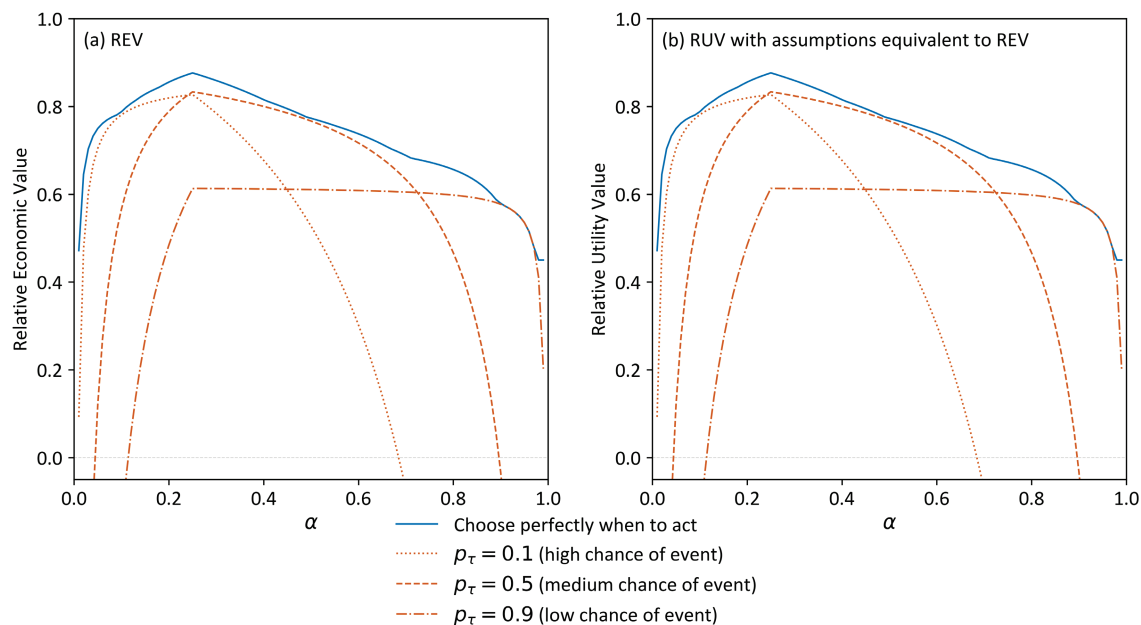 (a) REV
Relative Economic Value
1.0
0.8
0.6
0.4
0.2
0.0
0.0 0.2 0.4 0.6 0.8 1.0
α
(b) RUV with assumptions equivalent to REV
Relative Utility Value
1.0
0.8
0.6
0.4
0.2
0.0
0.0 0.2 0.4 0.6 0.8 1.0
α
Choose perfectly when to act
pτ = 0.1 (high chance of event)
pτ = 0.5 (medium chance of event)
pτ = 0.9 (low chance of event)